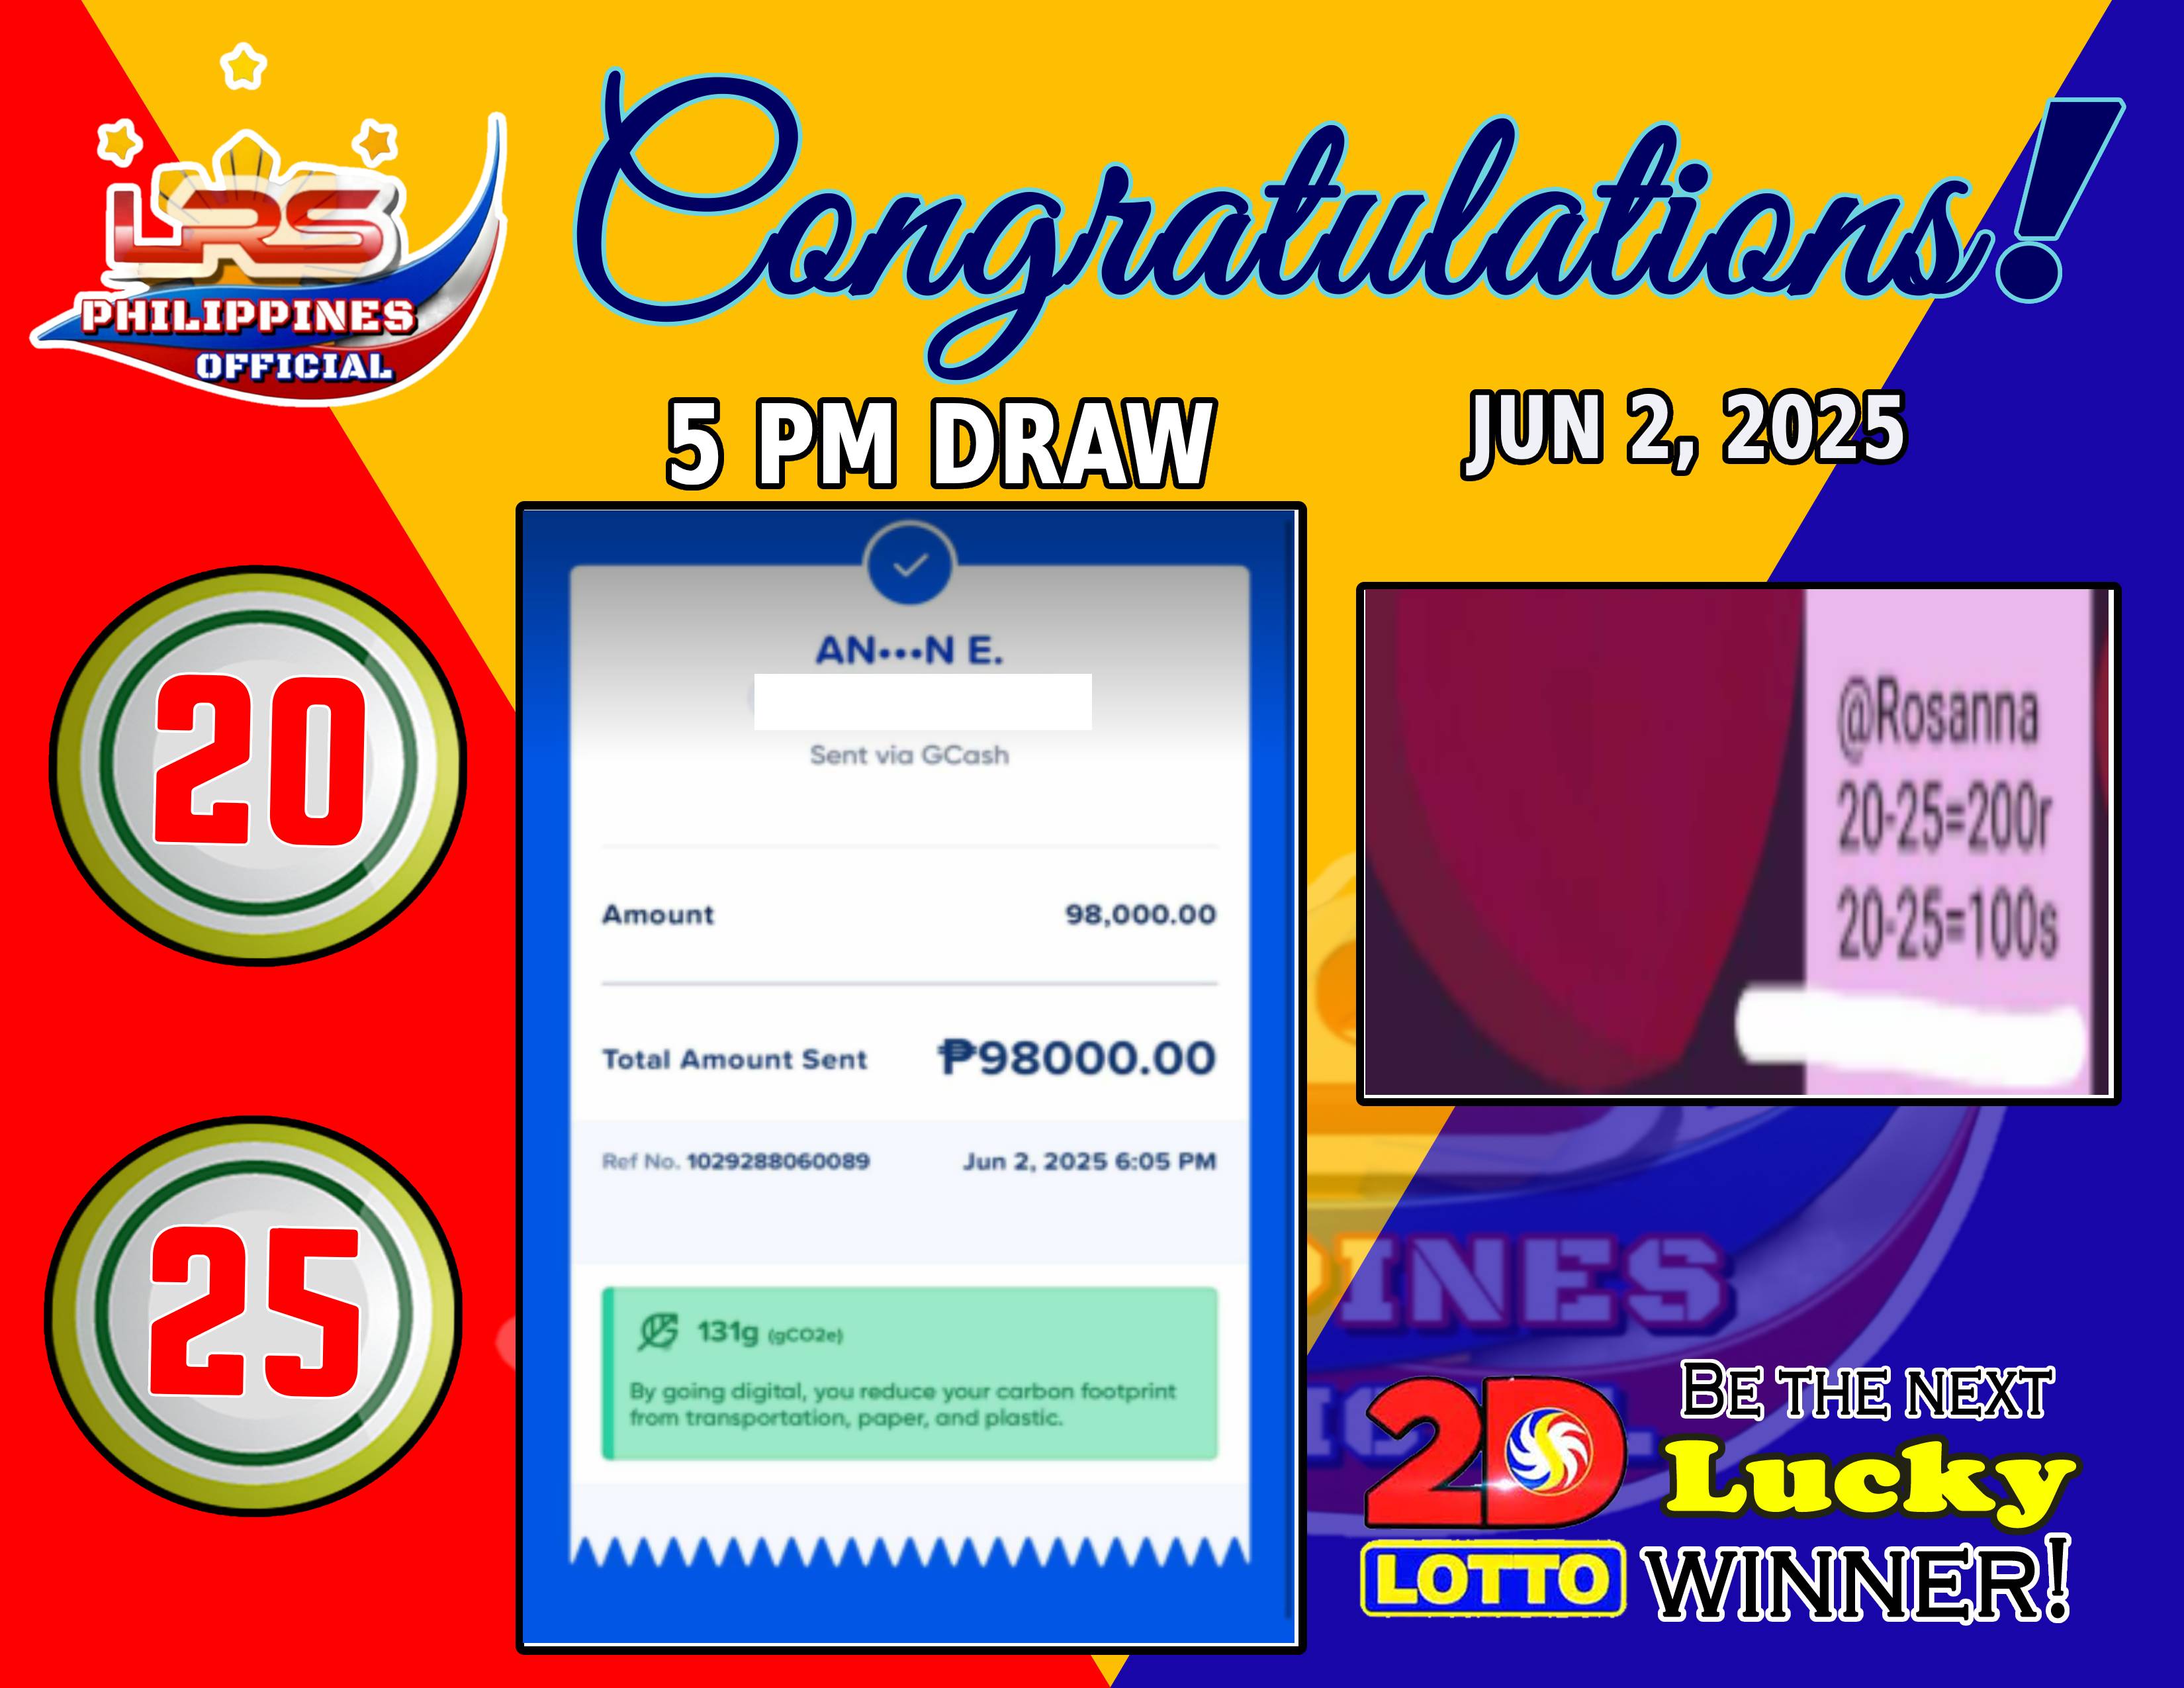 LRS
PHILIPPINES
OFFICIAL
Congratulations!
5 PM DRAW
JUN 2, 2025
20
25
AN•••N E.
Sent via GCash
Amount 98,000.00
Total Amount Sent ₱98000.00
Ref No. 1029288060089 Jun 2, 2025 6:05 PM
131g (gCO2e)
By going digital, you reduce your carbon footprint
from transportation, paper, and plastic.
@Rosanna
20-25=200r
20-25=100s
PINES
2D
LOTTO
BE THE NEXT
Lucky
WINNER!